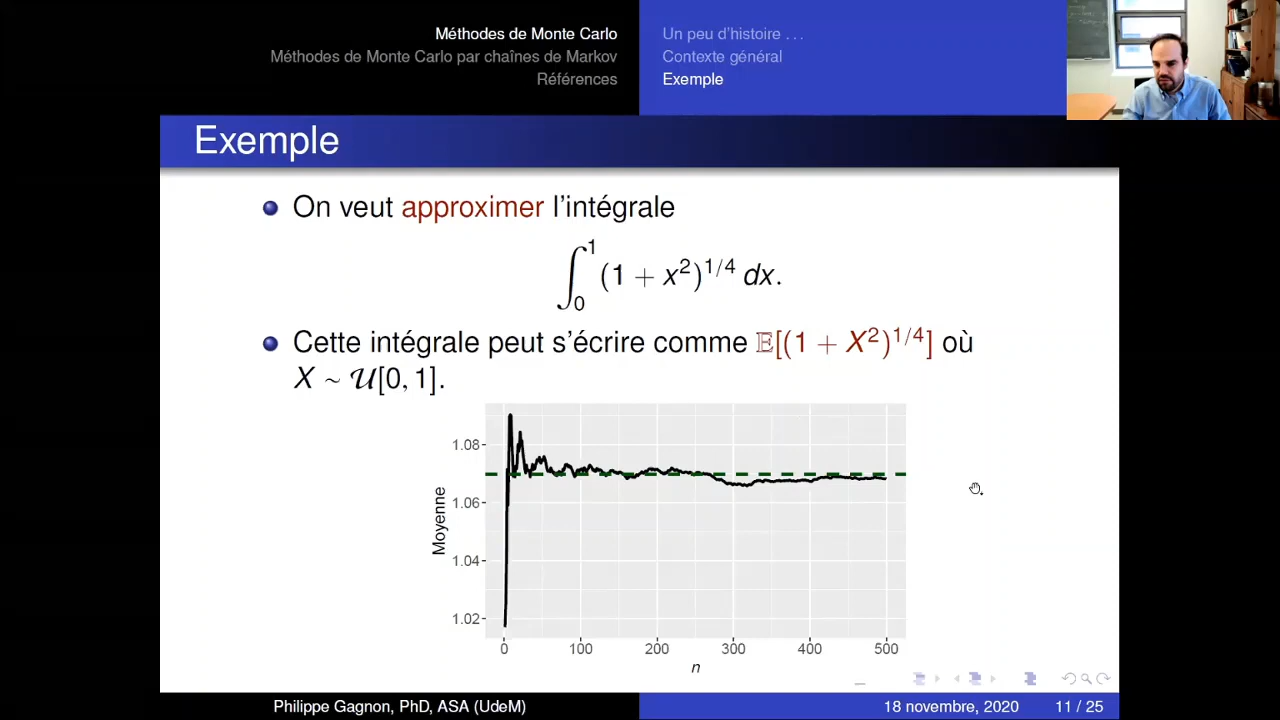 Méthodes de Monte Carlo
Méthodes de Monte Carlo par chaînes de Markov
Références
Un peu d'histoire . . .
Contexte général
Exemple
Exemple
On veut approximer l'intégrale
∫₀¹ (1 + x²)^{1/4} dx.
Cette intégrale peut s'écrire comme 𝔼[(1 + X²)^{1/4}] où
X ∼ 𝒰[0, 1].
Moyenne
1.08
1.06
1.04
1.02
0 100 200 300 400 500
n
Philippe Gagnon, PhD, ASA (UdeM)
18 novembre, 2020
11 / 25